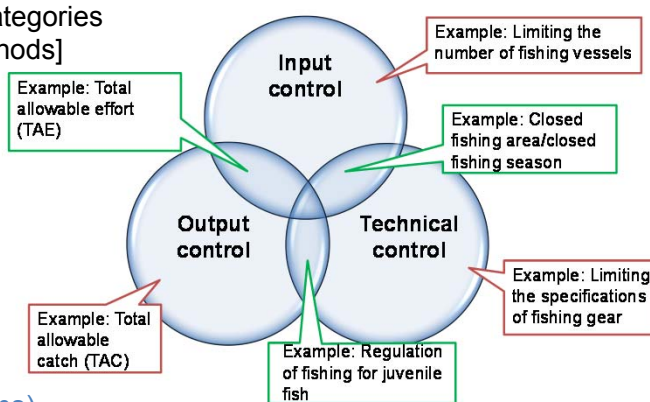 ategories
nods]
Input
control
Example: Limiting the
number of fishing vessels
Example: Total
allowable effort
(TAE)
Example: Closed
fishing area/closed
fishing season
Output
control
Technical
control
Example: Total
allowable
catch (TAC)
Example: Regulation
of fishing for juvenile
fish
Example: Limiting
the specifications
of fishing gear